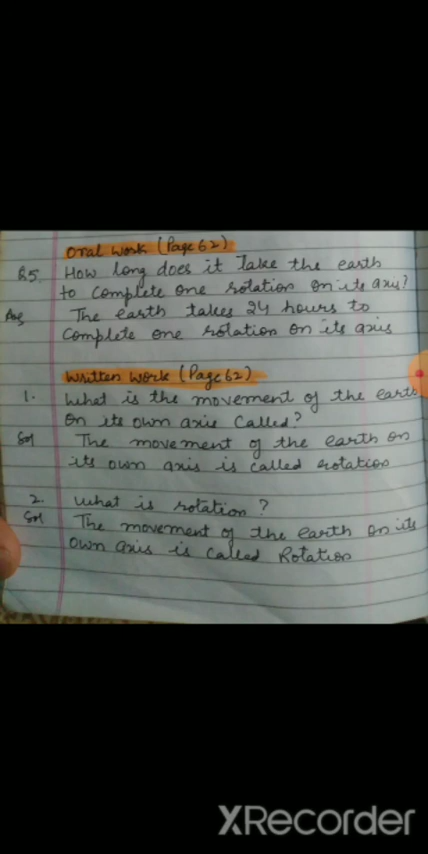 Oral work (Page 62)
Q5. How long does it take the earth
to complete one rotation on its axis?
Ans The earth takes 24 hours to
complete one rotation on its axis
Written work (Page 62)
1. What is the movement of the earth
on its own axis called?
Sol The movement of the earth on
its own axis is called rotation
2. What is rotation?
Sol The movement of the earth on its
own axis is called Rotation
XRecorder